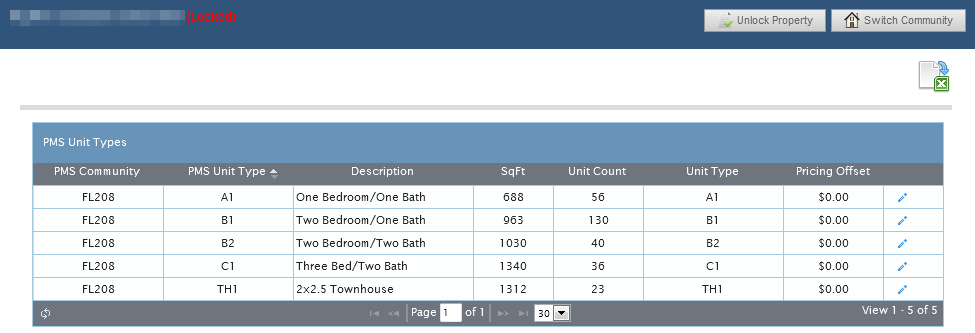 (Locked)
Unlock Property
Switch Community
PMS Unit Types
PMS Community PMS Unit Type Description SqFt Unit Count Unit Type Pricing Offset
FL208 A1 One Bedroom/One Bath 688 56 A1 $0.00
FL208 B1 Two Bedroom/One Bath 963 130 B1 $0.00
FL208 B2 Two Bedroom/Two Bath 1030 40 B2 $0.00
FL208 C1 Three Bed/Two Bath 1340 36 C1 $0.00
FL208 TH1 2x2.5 Townhouse 1312 23 TH1 $0.00
Page 1 of 1 30 View 1 - 5 of 5